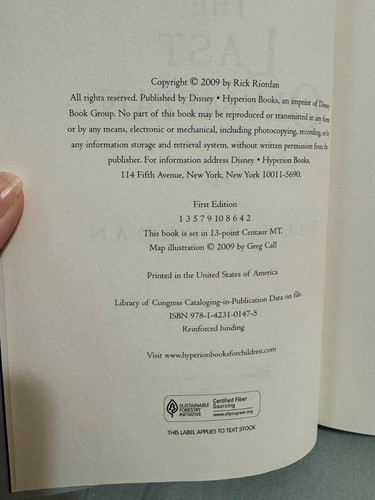 Copyright © 2009 by Rick Riordan
All rights reserved. Published by Disney • Hyperion Books, an imprint of Disney
Book Group. No part of this book may be reproduced or transmitted in any form
or by any means, electronic or mechanical, including photocopying, recording, or by
any information storage and retrieval system, without written permission from the
publisher. For information address Disney • Hyperion Books,
114 Fifth Avenue, New York, New York 10011-5690.
First Edition
1 3 5 7 9 10 8 6 4 2
This book is set in 13-point Centaur MT.
Map illustration © 2009 by Greg Call
Printed in the United States of America
Library of Congress Cataloging-in-Publication Data on file.
ISBN 978-1-4231-0147-5
Reinforced binding
Visit www.hyperionbooksforchildren.com
SUSTAINABLE FORESTRY INITIATIVE
Certified Fiber Sourcing
www.sfiprogram.org
THIS LABEL APPLIES TO TEXT STOCK